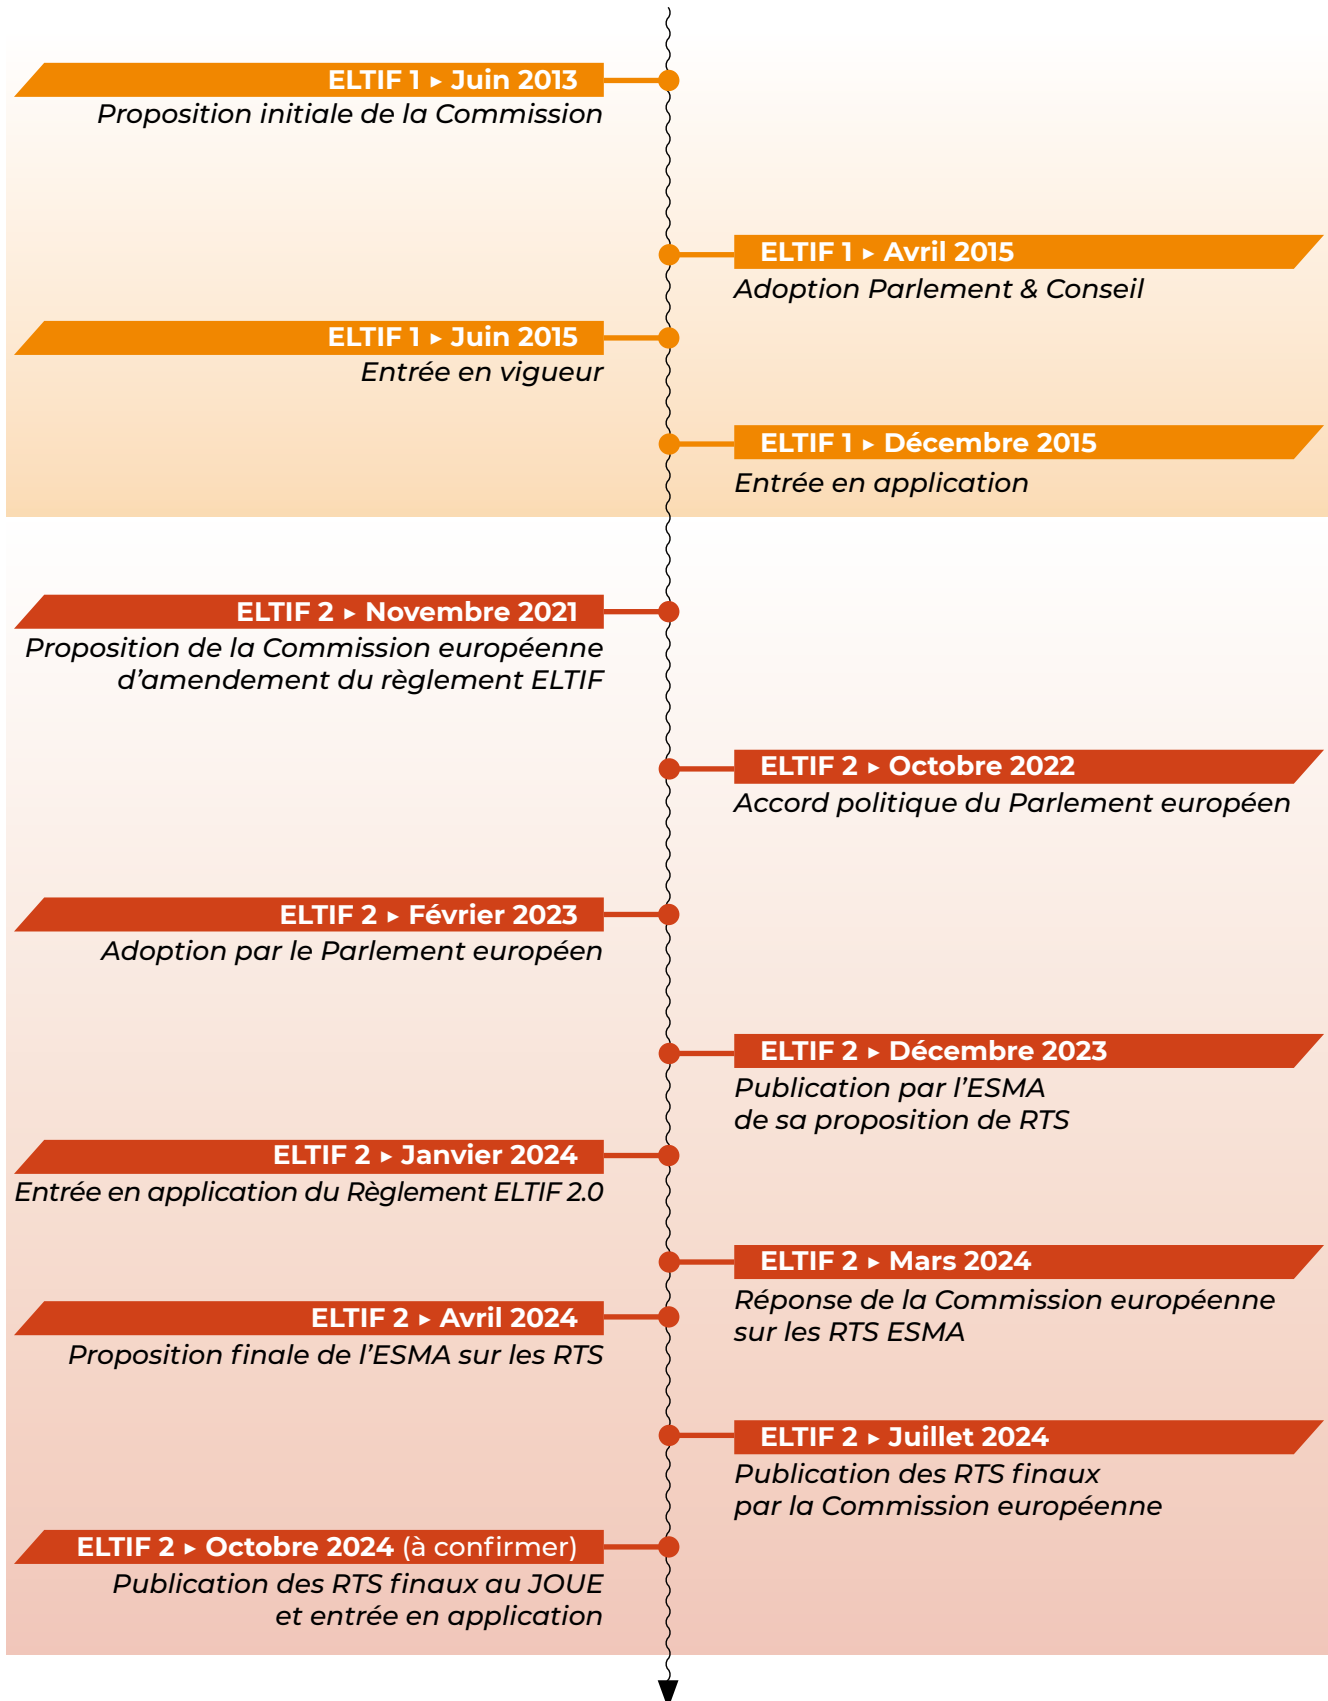 ELTIF 1 ▸ Juin 2013
Proposition initiale de la Commission
ELTIF 1 ▸ Avril 2015
Adoption Parlement & Conseil
ELTIF 1 ▸ Juin 2015
Entrée en vigueur
ELTIF 1 ▸ Décembre 2015
Entrée en application
ELTIF 2 ▸ Novembre 2021
Proposition de la Commission européenne
d’amendement du règlement ELTIF
ELTIF 2 ▸ Octobre 2022
Accord politique du Parlement européen
ELTIF 2 ▸ Février 2023
Adoption par le Parlement européen
ELTIF 2 ▸ Décembre 2023
Publication par l’ESMA
de sa proposition de RTS
ELTIF 2 ▸ Janvier 2024
Entrée en application du Règlement ELTIF 2.0
ELTIF 2 ▸ Mars 2024
Réponse de la Commission européenne
sur les RTS ESMA
ELTIF 2 ▸ Avril 2024
Proposition finale de l’ESMA sur les RTS
ELTIF 2 ▸ Juillet 2024
Publication des RTS finaux
par la Commission européenne
ELTIF 2 ▸ Octobre 2024 (à confirmer)
Publication des RTS finaux au JOUE
et entrée en application